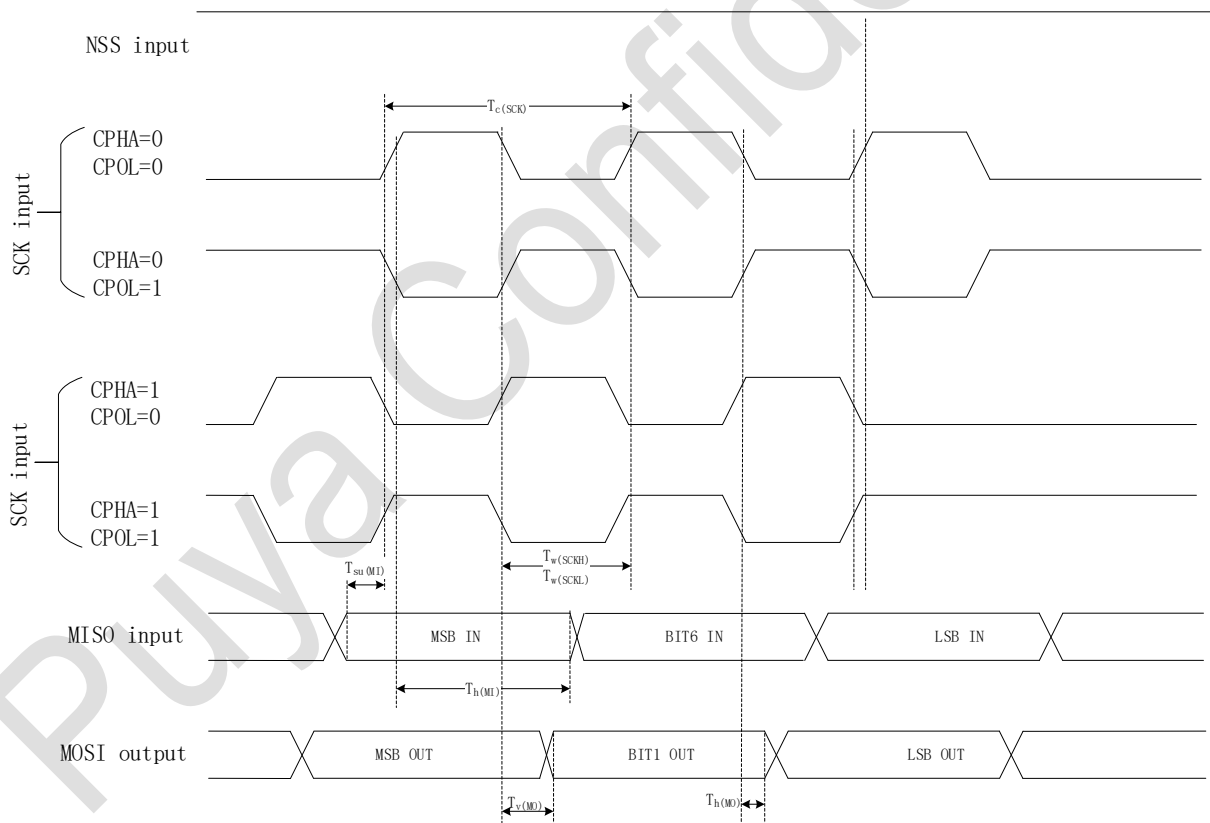 NSS input
Tc(SCK)
CPHA=0
CPOL=0
SCK input
CPHA=0
CPOL=1
CPHA=1
CPOL=0
SCK input
CPHA=1
CPOL=1
Tw(SCKH)
Tw(SCKL)
Tsu(MI)
MISO input
MSB IN
BIT6 IN
LSB IN
Th(MI)
MOSI output
MSB OUT
BIT1 OUT
LSB OUT
Tv(MO)
Th(MO)
Puya Confide